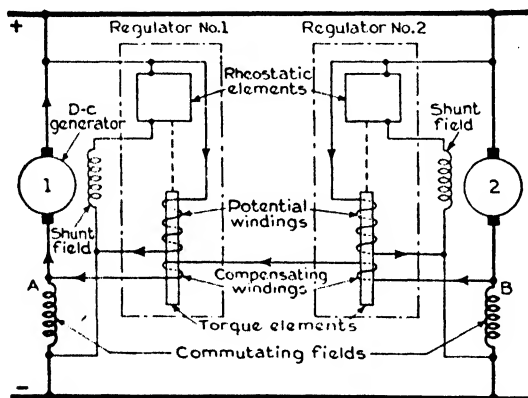 Regulator No.1
Regulator No.2
+
Rheostatic
elements
D-c
generator
Shunt
field
1
2
Shunt
field
Potential
windings
A
Compensating
windings
B
Torque elements
Commutating fields
−